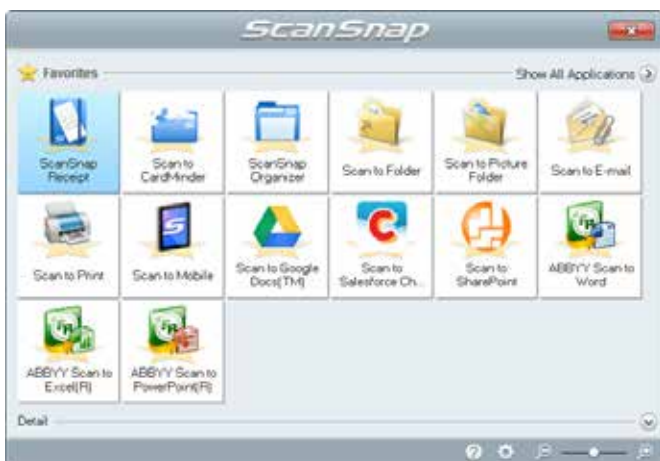 ScanSnap
Favorites
Show All Applications
ScanSnap
Receipt
Scan to
CardMinder
ScanSnap
Organizer
Scan to Folder
Scan to Picture
Folder
Scan to E-mail
Scan to Print
Scan to Mobile
Scan to Google
Docs(TM)
Scan to
Salesforce Ch...
Scan to
SharePoint
ABBYY Scan to
Word
ABBYY Scan to
Excel(R)
ABBYY Scan to
PowerPoint(R)
Detail